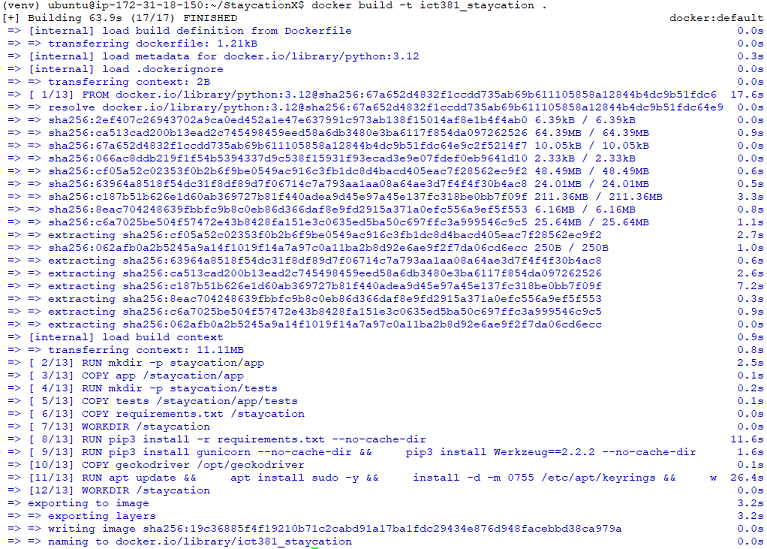 (venv) ubuntu@ip-172-31-18-150:~/StaycationX$ docker build -t ict381_staycation .
[+] Building 63.9s (17/17) FINISHED docker:default
=> [internal] load build definition from Dockerfile 0.0s
=> => transferring dockerfile: 1.21kB 0.0s
=> [internal] load metadata for docker.io/library/python:3.12 0.3s
=> [internal] load .dockerignore 0.0s
=> => transferring context: 2B 0.0s
=> [ 1/13] FROM docker.io/library/python:3.12@sha256:67a652d4832f1ccdd735ab69b611105858a12844b4dc9b51fdc6 17.6s
=> => resolve docker.io/library/python:3.12@sha256:67a652d4832f1ccdd735ab69b611105858a12844b4dc9b51fdc64e9 0.0s
=> => sha256:2ef407c26943702a9ca0ed452a1e47e637991c973ab138f15014af8e1b4f4ab0 6.39kB / 6.39kB 0.0s
=> => sha256:ca513cad200b13ead2c745498459eed58a6db3480e3ba6117f854da097262526 64.39MB / 64.39MB 0.9s
=> => sha256:67a652d4832f1ccdd735ab69b611105858a12844b4dc9b51fdc64e9c2f5214f7 10.05kB / 10.05kB 0.0s
=> => sha256:066ac8ddb219f1f54b5394337d9c538f15931f93ecad3e9e07fdef0eb9641d10 2.33kB / 2.33kB 0.0s
=> => sha256:cf05a52c02353f0b2b6f9be0549ac916c3fb1dc8d4bacd405eac7f28562ec9f2 48.49MB / 48.49MB 0.6s
=> => sha256:63964a8518f54dc31f8df89d7f06714c7a793aa1aa08a64ae3d7f4f4f30b4ac8 24.01MB / 24.01MB 0.5s
=> => sha256:c187b51b626e1d60ab369727b81f440adea9d45e97a45e137fc318be0bb7f09f 211.36MB / 211.36MB 3.3s
=> => sha256:8eac704248639fbbfc9b8c0eb86d366daf8e9fd2915a371a0efc556a9ef5f553 6.16MB / 6.16MB 0.8s
=> => sha256:c6a7025be504f57472e43b8428fa151e3c0635ed5ba50c697ffc3a999546c9c5 25.64MB / 25.64MB 1.1s
=> => extracting sha256:cf05a52c02353f0b2b6f9be0549ac916c3fb1dc8d4bacd405eac7f28562ec9f2 2.7s
=> => sha256:062afb0a2b5245a9a14f1019f14a7a97c0a11ba2b8d92e6ae9f2f7da06cd6ecc 250B / 250B 1.0s
=> => extracting sha256:63964a8518f54dc31f8df89d7f06714c7a793aa1aa08a64ae3d7f4f4f30b4ac8 0.6s
=> => extracting sha256:ca513cad200b13ead2c745498459eed58a6db3480e3ba6117f854da097262526 2.6s
=> => extracting sha256:c187b51b626e1d60ab369727b81f440adea9d45e97a45e137fc318be0bb7f09f 7.2s
=> => extracting sha256:8eac704248639fbbfc9b8c0eb86d366daf8e9fd2915a371a0efc556a9ef5f553 0.3s
=> => extracting sha256:c6a7025be504f57472e43b8428fa151e3c0635ed5ba50c697ffc3a999546c9c5 0.9s
=> => extracting sha256:062afb0a2b5245a9a14f1019f14a7a97c0a11ba2b8d92e6ae9f2f7da06cd6ecc 0.0s
=> [internal] load build context 0.9s
=> => transferring context: 11.11MB 0.8s
=> [ 2/13] RUN mkdir -p staycation/app 2.5s
=> [ 3/13] COPY app /staycation/app 0.1s
=> [ 4/13] RUN mkdir -p staycation/tests 0.2s
=> [ 5/13] COPY tests /staycation/app/tests 0.1s
=> [ 6/13] COPY requirements.txt /staycation 0.0s
=> [ 7/13] WORKDIR /staycation 0.0s
=> [ 8/13] RUN pip3 install -r requirements.txt --no-cache-dir 11.6s
=> [ 9/13] RUN pip3 install gunicorn --no-cache-dir && pip3 install Werkzeug==2.2.2 --no-cache-dir 1.6s
=> [10/13] COPY geckodriver /opt/geckodriver 0.1s
=> [11/13] RUN apt update && apt install sudo -y && install -d -m 0755 /etc/apt/keyrings && w 26.4s
=> [12/13] WORKDIR /staycation 0.0s
=> exporting to image 3.2s
=> => exporting layers 3.2s
=> => writing image sha256:19c36885f4f19210b71c2cabd91a17ba1fdc29434e876d948facebbd38ca979a 0.0s
=> => naming to docker.io/library/ict381_staycation 0.0s